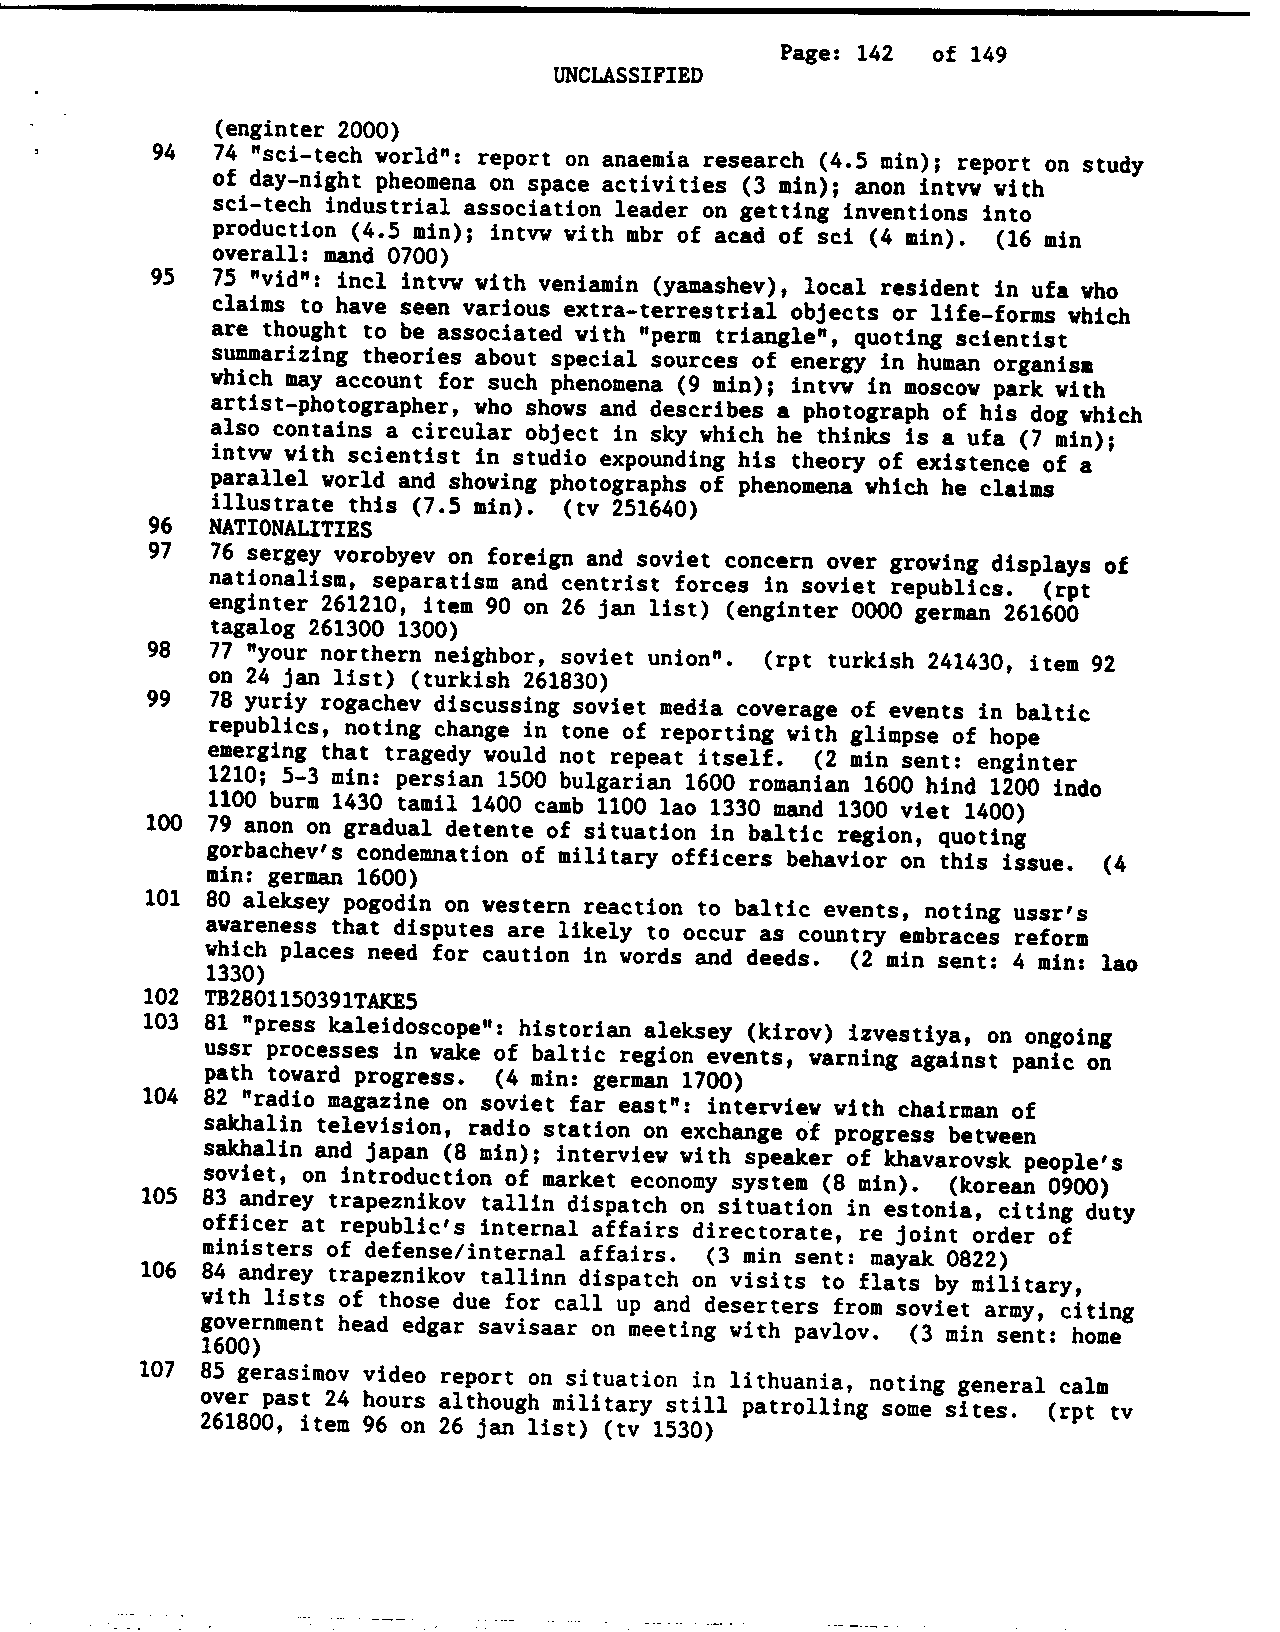 Page: 142 of 149
UNCLASSIFIED
(enginter 2000)
94 74 "sci-tech world": report on anaemia research (4.5 min); report on study
of day-night pheomena on space activities (3 min); anon intvw with
sci-tech industrial association leader on getting inventions into
production (4.5 min); intvw with mbr of acad of sci (4 min). (16 min
overall: mand 0700)
95 75 "vid": incl intvw with veniamin (yamashev), local resident in ufa who
claims to have seen various extra-terrestrial objects or life-forms which
are thought to be associated with "perm triangle", quoting scientist
summarizing theories about special sources of energy in human organism
which may account for such phenomena (9 min); intvw in moscow park with
artist-photographer, who shows and describes a photograph of his dog which
also contains a circular object in sky which he thinks is a ufa (7 min);
intvw with scientist in studio expounding his theory of existence of a
parallel world and showing photographs of phenomena which he claims
illustrate this (7.5 min). (tv 251640)
96 NATIONALITIES
97 76 sergey vorobyev on foreign and soviet concern over growing displays of
nationalism, separatism and centrist forces in soviet republics. (rpt
enginter 261210, item 90 on 26 jan list) (enginter 0000 german 261600
tagalog 261300 1300)
98 77 "your northern neighbor, soviet union". (rpt turkish 241430, item 92
on 24 jan list) (turkish 261830)
99 78 yuriy rogachev discussing soviet media coverage of events in baltic
republics, noting change in tone of reporting with glimpse of hope
emerging that tragedy would not repeat itself. (2 min sent: enginter
1210; 5-3 min: persian 1500 bulgarian 1600 romanian 1600 hind 1200 indo
1100 burm 1430 tamil 1400 camb 1100 lao 1330 mand 1300 viet 1400)
100 79 anon on gradual detente of situation in baltic region, quoting
gorbachev's condemnation of military officers behavior on this issue. (4
min: german 1600)
101 80 aleksey pogodin on western reaction to baltic events, noting ussr's
awareness that disputes are likely to occur as country embraces reform
which places need for caution in words and deeds. (2 min sent: 4 min: lao
1330)
102 TB2801150391TAKE5
103 81 "press kaleidoscope": historian aleksey (kirov) izvestiya, on ongoing
ussr processes in wake of baltic region events, warning against panic on
path toward progress. (4 min: german 1700)
104 82 "radio magazine on soviet far east": interview with chairman of
sakhalin television, radio station on exchange of progress between
sakhalin and japan (8 min); interview with speaker of khavarovsk people's
soviet, on introduction of market economy system (8 min). (korean 0900)
105 83 andrey trapeznikov tallin dispatch on situation in estonia, citing duty
officer at republic's internal affairs directorate, re joint order of
ministers of defense/internal affairs. (3 min sent: mayak 0822)
106 84 andrey trapeznikov tallinn dispatch on visits to flats by military,
with lists of those due for call up and deserters from soviet army, citing
government head edgar savisaar on meeting with pavlov. (3 min sent: home
1600)
107 85 gerasimov video report on situation in lithuania, noting general calm
over past 24 hours although military still patrolling some sites. (rpt tv
261800, item 96 on 26 jan list) (tv 1530)